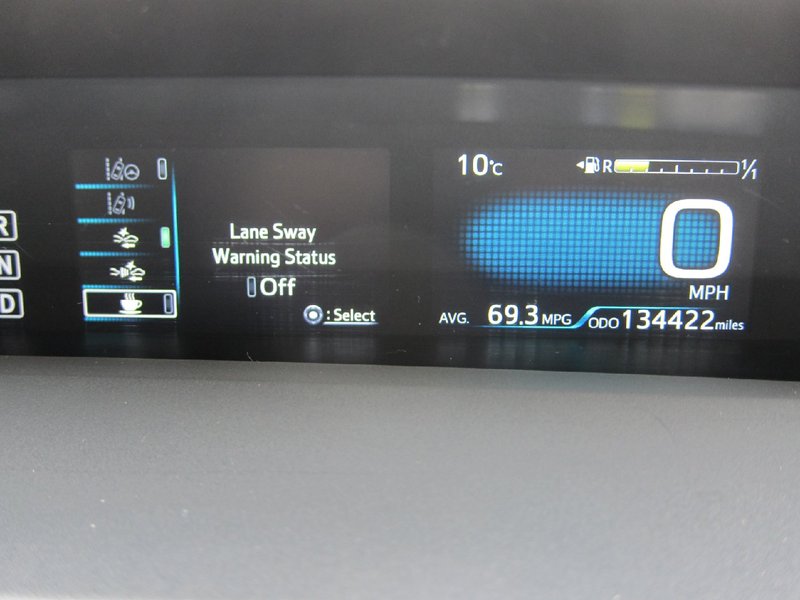 R
N
D
Lane Sway
Warning Status
Off
: Select
10°C
R 1/1
0
MPH
AVG. 69.3 MPG
ODO 134422 miles